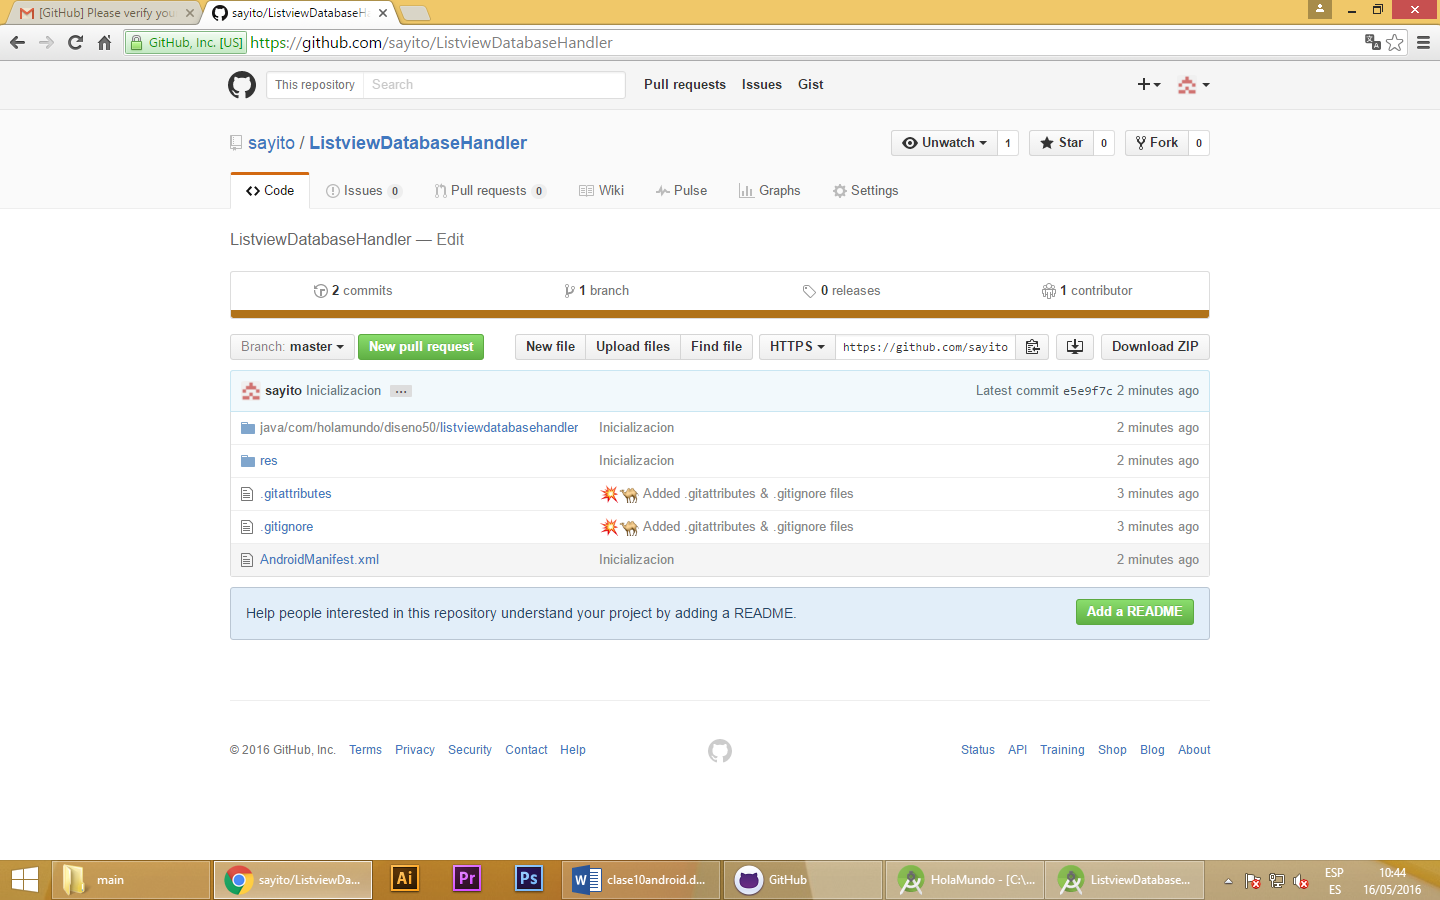 [GitHub] Please verify you
sayito/ListviewDatabaseHa
GitHub, Inc. [US] https://github.com/sayito/ListviewDatabaseHandler
This repository Search Pull requests Issues Gist
sayito / ListviewDatabaseHandler Unwatch 1 Star 0 Fork 0
Code Issues 0 Pull requests 0 Wiki Pulse Graphs Settings
ListviewDatabaseHandler — Edit
2 commits 1 branch 0 releases 1 contributor
Branch: master New pull request New file Upload files Find file HTTPS https://github.com/sayito Download ZIP
sayito Inicializacion … Latest commit e5e9f7c 2 minutes ago
java/com/holamundo/diseno50/listviewdatabasehandler Inicializacion 2 minutes ago
res Inicializacion 2 minutes ago
.gitattributes 💥🐫 Added .gitattributes & .gitignore files 3 minutes ago
.gitignore 💥🐫 Added .gitattributes & .gitignore files 3 minutes ago
AndroidManifest.xml Inicializacion 2 minutes ago
Help people interested in this repository understand your project by adding a README. Add a README
© 2016 GitHub, Inc. Terms Privacy Security Contact Help Status API Training Shop Blog About
main sayito/ListviewDa... Ai Pr Ps W clase10android.d... GitHub HolaMundo - [C:\... ListviewDatabase... ESP 10:44
ES 16/05/2016